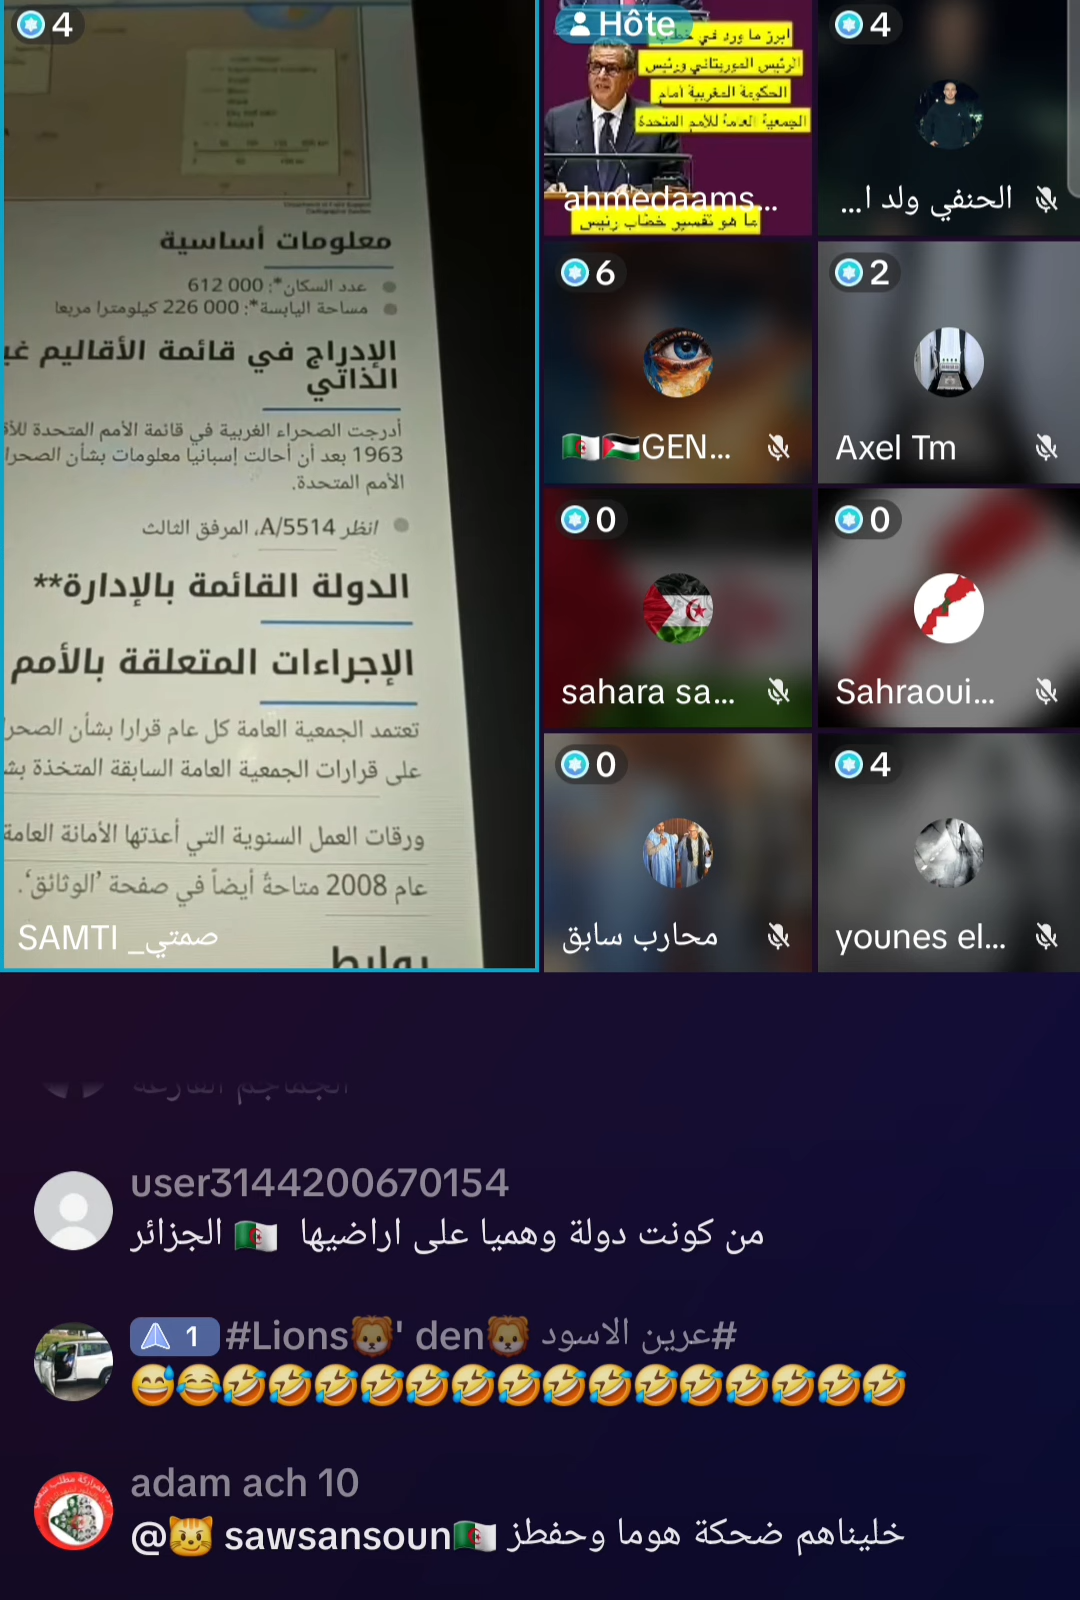 4
معلومات أساسية
عدد السكان*: 000 612
مساحة اليابسة*: 000 226 كيلومترا مربعا
الإدراج في قائمة الأقاليم
الذاتي
أدرجت الصحراء الغربية في قائمة الأمم المتحدة
1963 بعد أن أحالت إسبانيا معلومات بشأن
الأمم المتحدة.
انظر A/5514، المرفق الثالث
الدولة القائمة بالإدارة**
الإجراءات المتعلقة بالأمم
تعتمد الجمعية العامة كل عام قرارا بشأن
على قرارات الجمعية العامة السابقة المتخذة
ورقات العمل السنوية التي أعدتها الأمانة العامة
عام 2008 متاحةً أيضاً في صفحة ’الوثائق‘.
SAMTI _صمتي
Hôte
ابرز ما ورد في خطاب
الرئيس الموريتاني ورئيس
الحكومة المغربية أمام
الجمعية العامة للأمم المتحدة
ahmedaams...
ما هو تفسير خطاب رئيس
4
الحنفي ولد ا...
6
🇩🇿🇵🇸GEN...
2
Axel Tm
0
sahara sa...
0
Sahraoui...
0
محارب سابق
4
younes el...
user3144200670154
من كونت دولة وهميا على اراضيها 🇩🇿 الجزائر
1 #Lions🦁' den🦁 عرين الاسود#
😅😂🤣🤣🤣🤣🤣🤣🤣🤣🤣🤣🤣🤣🤣🤣🤣
adam ach 10
@😼 sawsansoun🇩🇿 خليناهم ضحكة هوما وحفطز